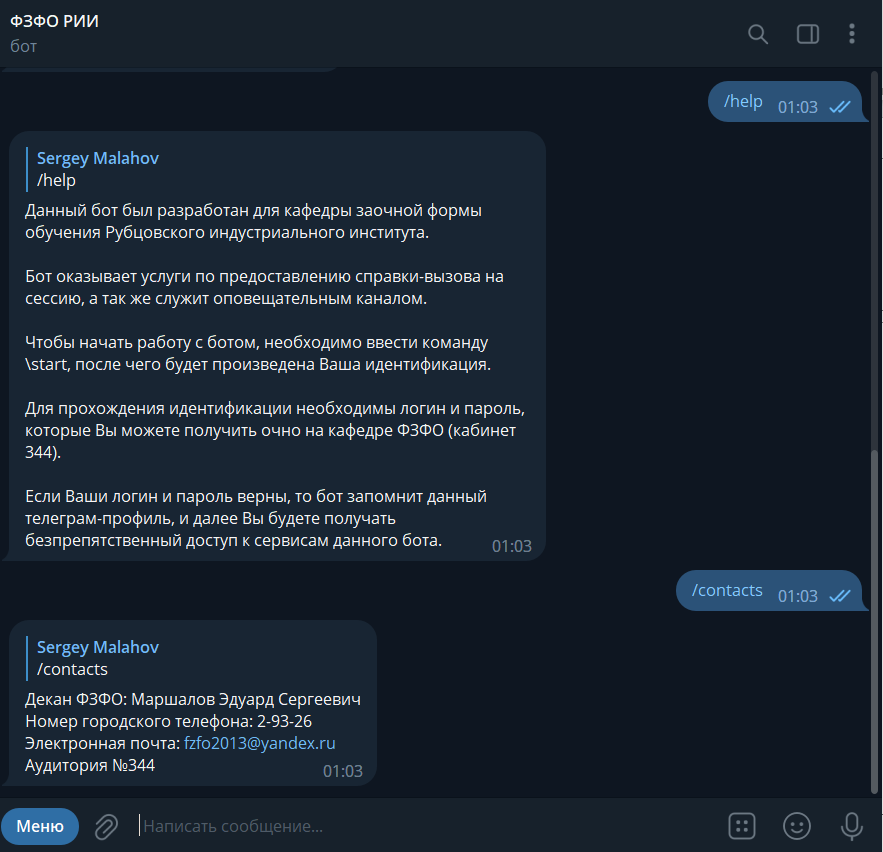 ФЗФО РИИ
бот
/help 01:03
Sergey Malahov
/help
Данный бот был разработан для кафедры заочной формы
обучения Рубцовского индустриального института.
Бот оказывает услуги по предоставлению справки-вызова на
сессию, а так же служит оповещательным каналом.
Чтобы начать работу с ботом, необходимо ввести команду
\start, после чего будет произведена Ваша идентификация.
Для прохождения идентификации необходимы логин и пароль,
которые Вы можете получить очно на кафедре ФЗФО (кабинет
344).
Если Ваши логин и пароль верны, то бот запомнит данный
телеграм-профиль, и далее Вы будете получать
безпрепятственный доступ к сервисам данного бота. 01:03
/contacts 01:03
Sergey Malahov
/contacts
Декан ФЗФО: Маршалов Эдуард Сергеевич
Номер городского телефона: 2-93-26
Электронная почта: fzfo2013@yandex.ru
Аудитория №344 01:03
Меню Написать сообщение...